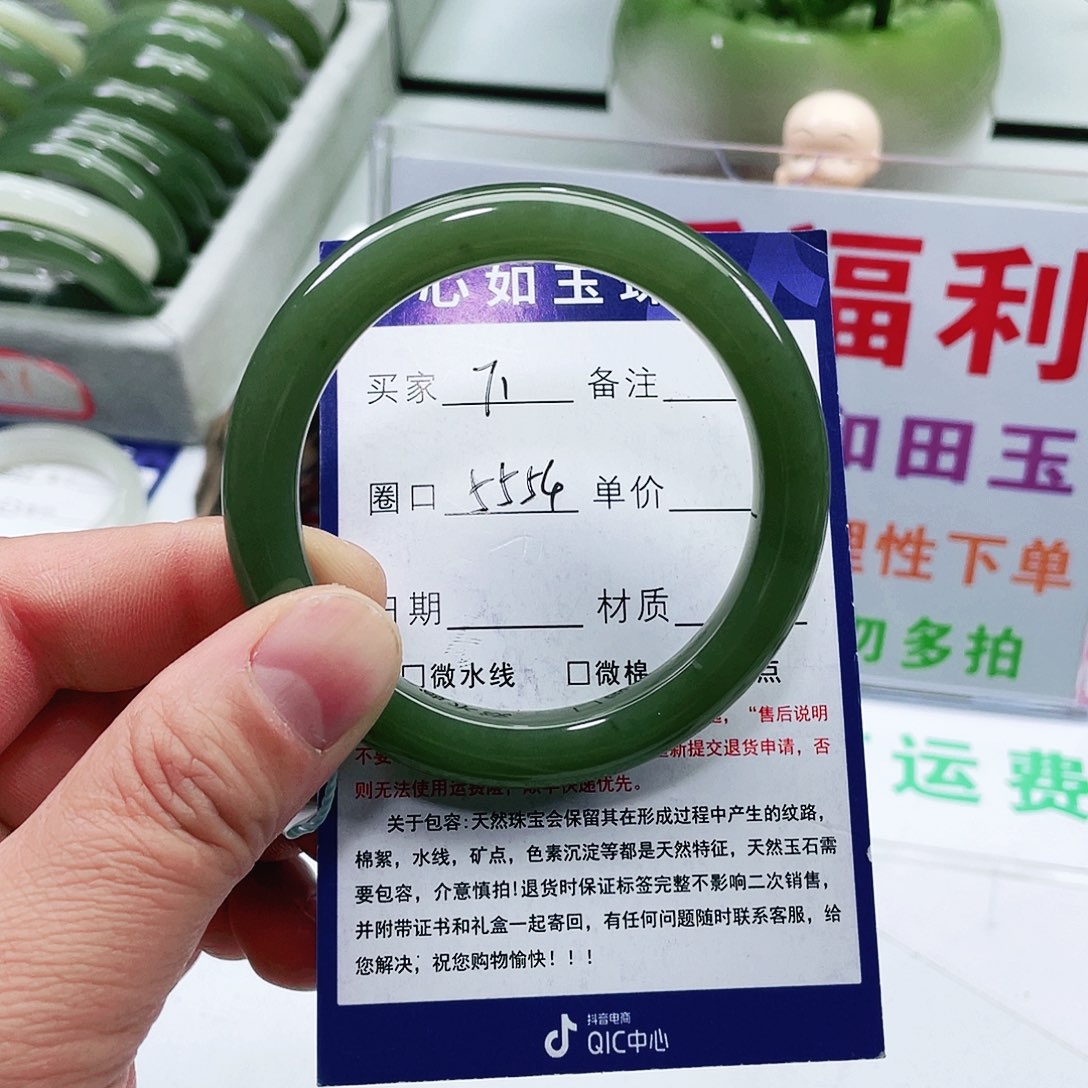 心如玉珠
买家 71 备注
圈口 5554 单价
日期 材质
□微水线 □微棉 点
，“售后说明
不要 新提交退货申请，否
则无法使用运费险，顺丰快递优先。
关于包容：天然珠宝会保留其在形成过程中产生的纹路，
棉絮，水线，矿点，色素沉淀等都是天然特征，天然玉石需
要包容，介意慎拍！退货时保证标签完整不影响二次销售，
并附带证书和礼盒一起寄回，有任何问题随时联系客服，给
您解决；祝您购物愉快！！！
抖音电商
QIC中心
福利
和田玉
理性下单
勿多拍
运费